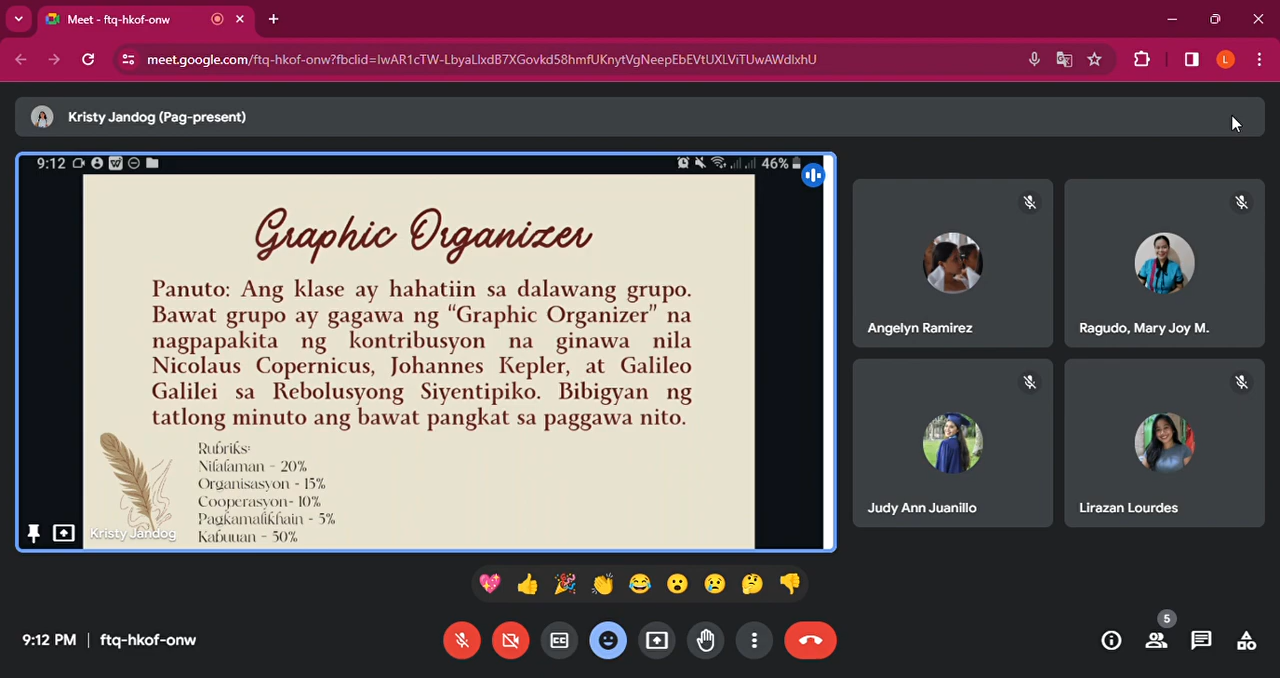 Meet - ftq-hkof-onw
meet.google.com/ftq-hkof-onw?fbclid=IwAR1cTW-LbyaLlxdB7XGovkd58hmfUKnytVgNeepEbEVtUXLViTUwAWdlxhU
L
Kristy Jandog (Pag-present)
9:12
46%
Graphic Organizer
Panuto: Ang klase ay hahatiin sa dalawang grupo.
Bawat grupo ay gagawa ng “Graphic Organizer” na
nagpapakita ng kontribusyon na ginawa nila
Nicolaus Copernicus, Johannes Kepler, at Galileo
Galilei sa Rebolusyong Siyentipiko. Bibigyan ng
tatlong minuto ang bawat pangkat sa paggawa nito.
Rubriks:
Nilalaman - 20%
Organisasyon - 15%
Cooperasyon- 10%
Pagkamalikhain - 5%
Kabuuan - 50%
Kristy Jandog
Angelyn Ramirez
Ragudo, Mary Joy M.
Judy Ann Juanillo
Lirazan Lourdes
9:12 PM | ftq-hkof-onw
5